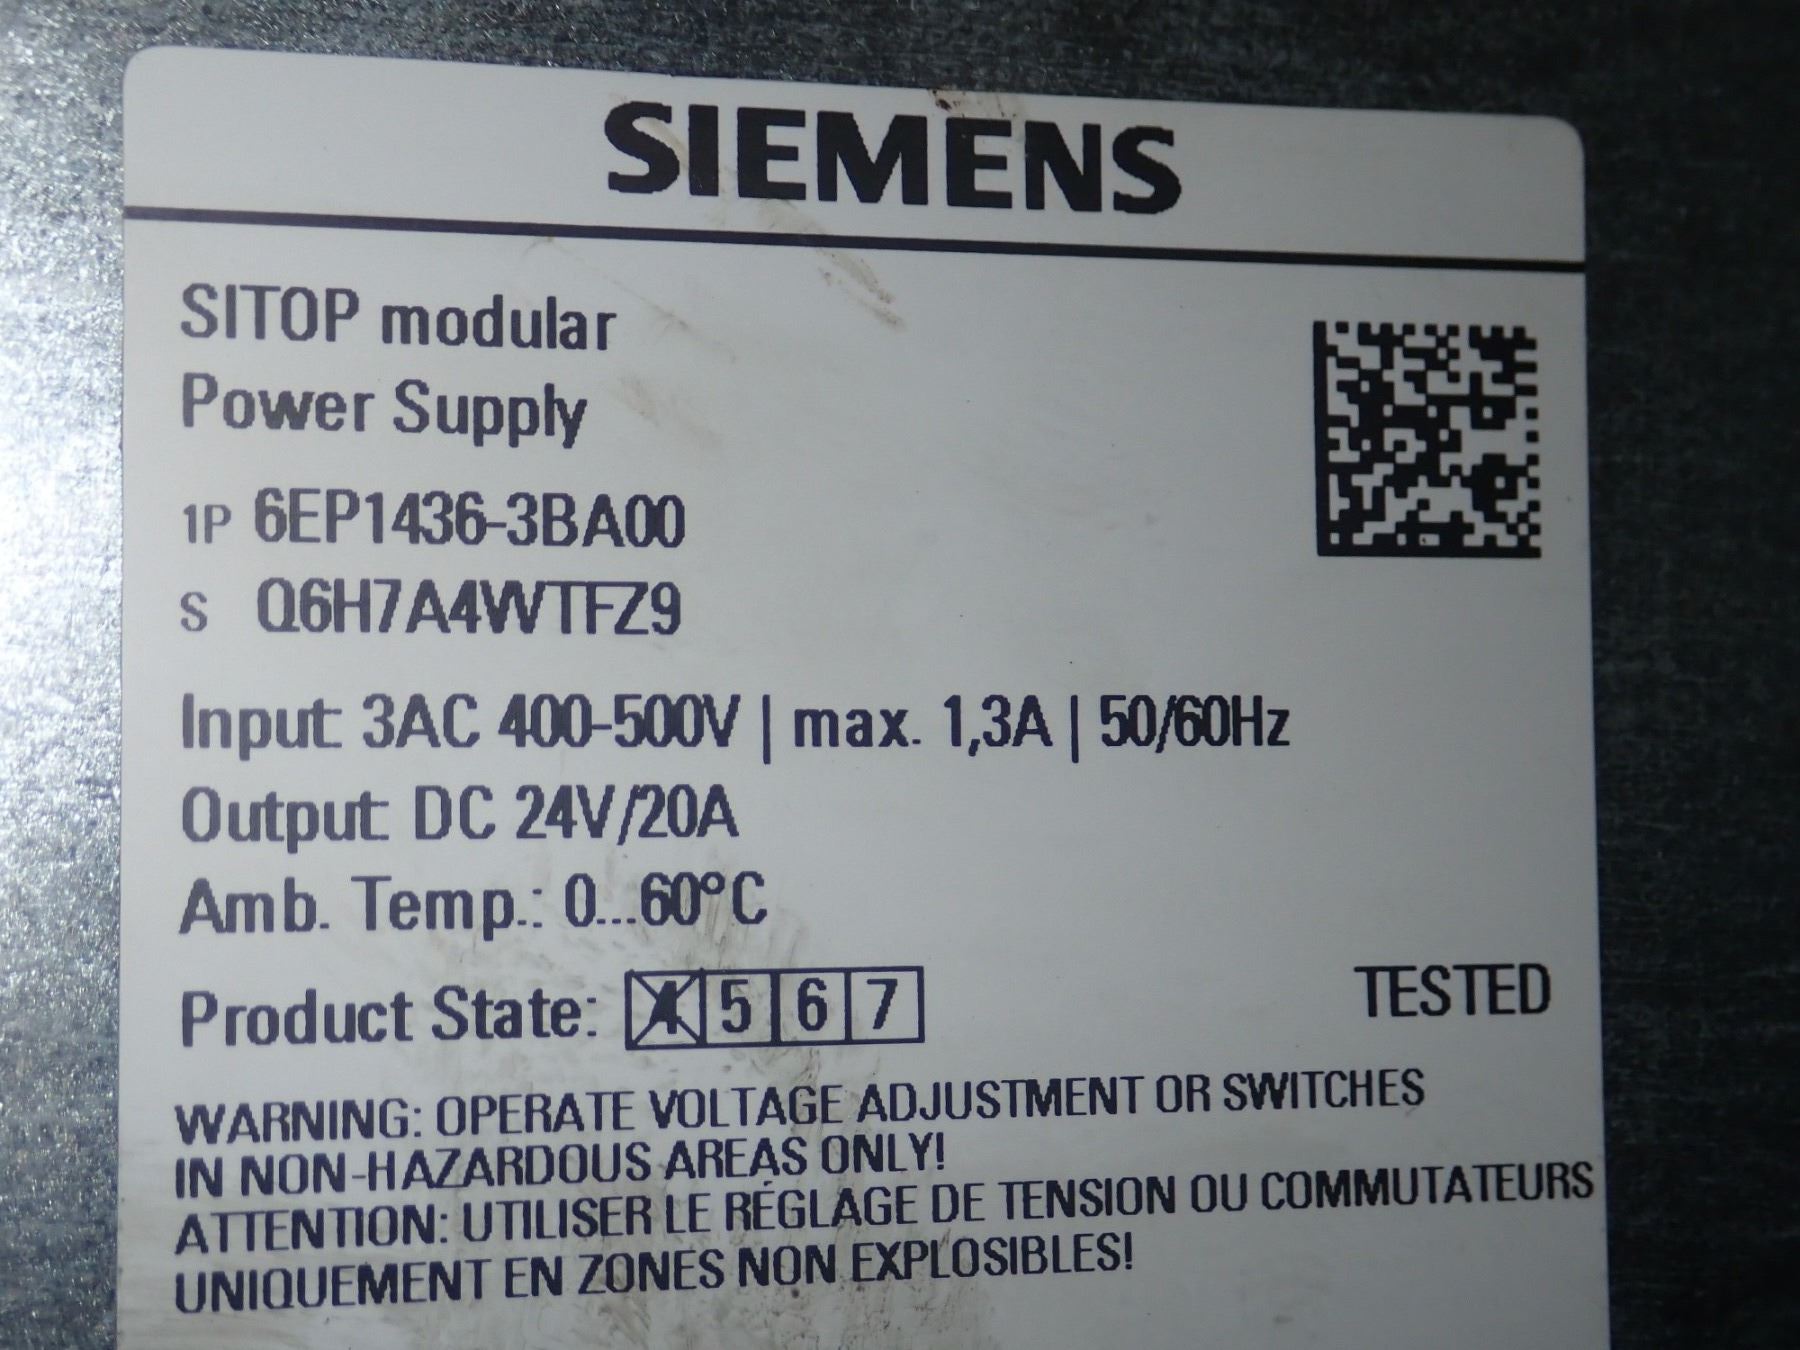 SIEMENS
SITOP modular
Power Supply
1P 6EP1436-3BA00
S Q6H7A4WTFZ9
Input: 3AC 400-500V | max. 1,3A | 50/60Hz
Output: DC 24V/20A
Amb. Temp.: 0...60°C
Product State: 4 5 6 7 TESTED
WARNING: OPERATE VOLTAGE ADJUSTMENT OR SWITCHES
IN NON-HAZARDOUS AREAS ONLY!
ATTENTION: UTILISER LE RÉGLAGE DE TENSION OU COMMUTATEURS
UNIQUEMENT EN ZONES NON EXPLOSIBLES!